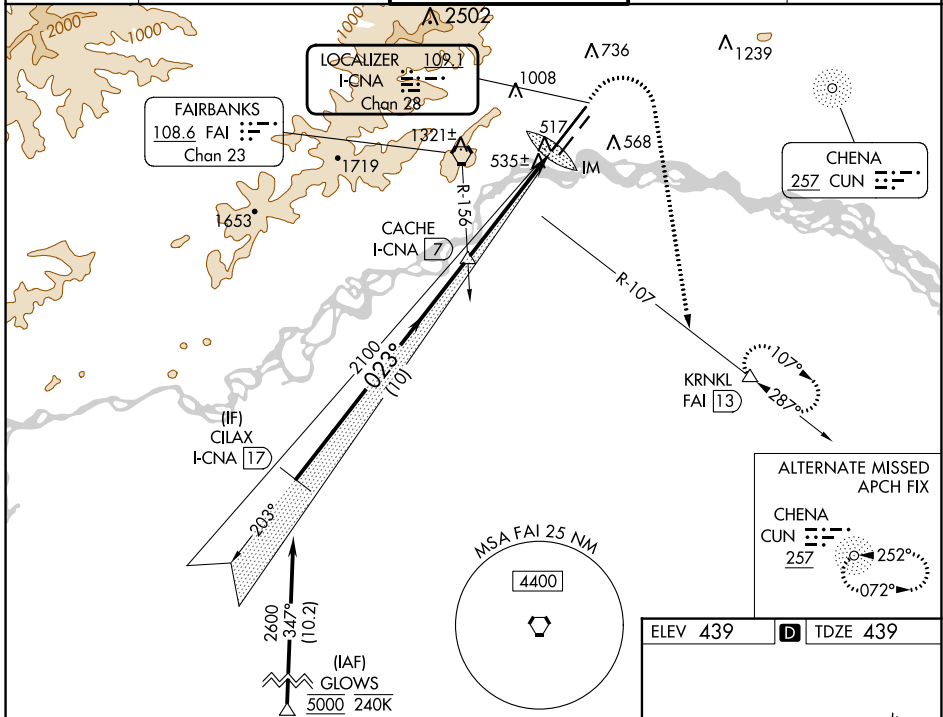 2000
1000
1000
2502
LOCALIZER 109.1
I-CNA
Chan 28
736
1239
1008
FAIRBANKS
108.6 FAI
Chan 23
1321±
517
535±
568
IM
1719
1653
R-156
CHENA
257 CUN
CACHE
I-CNA 7
R-107
2100
023°
(10)
107°
287°
KRNKL
FAI 13
(IF)
CILAX
I-CNA 17
203°
ALTERNATE MISSED
APCH FIX
CHENA
CUN
257
252°
072°
MSA FAI 25 NM
4400
2600
347°
(10.2)
(IAF)
GLOWS
5000 240K
ELEV 439 D TDZE 439